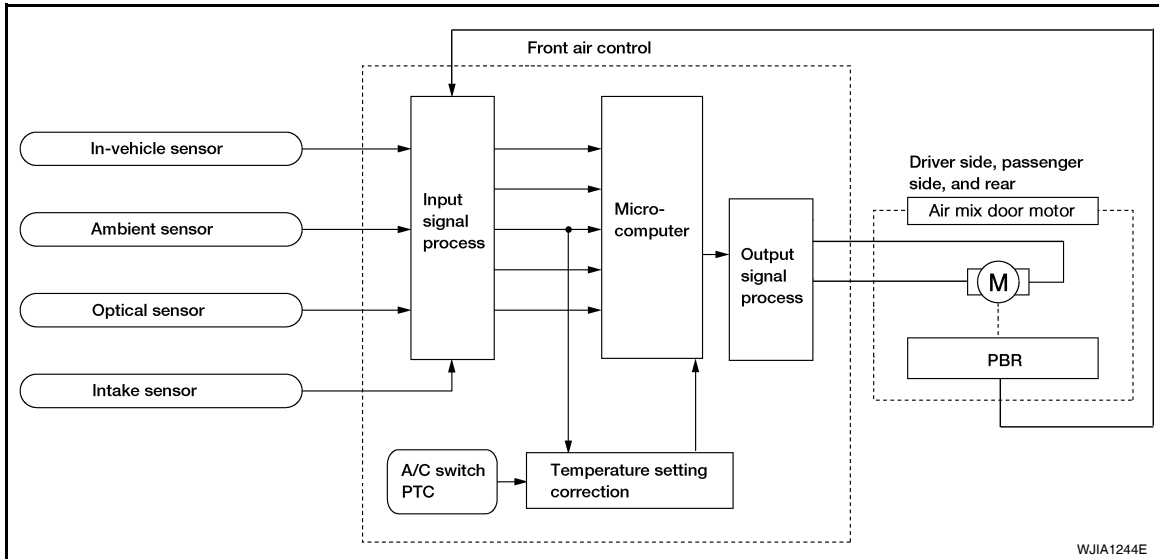 Front air control
In-vehicle sensor
Ambient sensor
Optical sensor
Intake sensor
Input
signal
process
Micro-
computer
Output
signal
process
Driver side, passenger
side, and rear
Air mix door motor
M
PBR
A/C switch
PTC
Temperature setting
correction
WJIA1244E